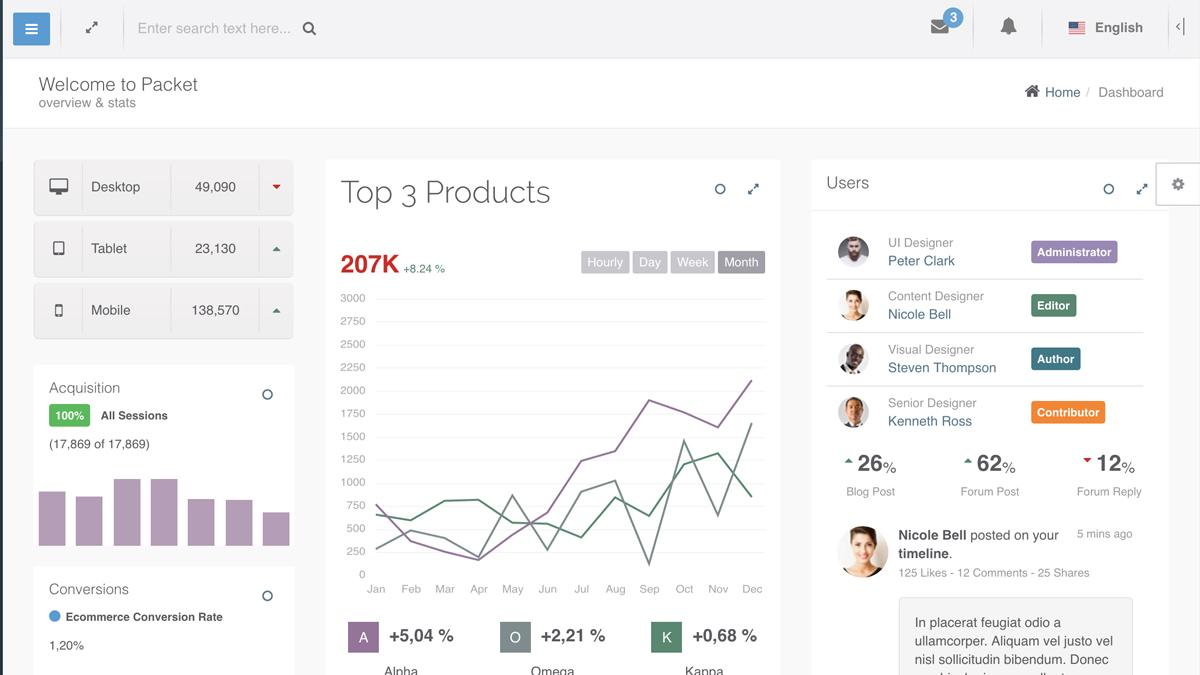 Enter search text here...
3
English
Welcome to Packet
overview & stats
Home / Dashboard
Desktop 49,090
Tablet 23,130
Mobile 138,570
Acquisition
100% All Sessions
(17,869 of 17,869)
Conversions
Ecommerce Conversion Rate
1,20%
Top 3 Products
207K +8.24 %
Hourly Day Week Month
3000
2750
2500
2250
2000
1750
1500
1250
1000
750
500
250
0
Jan Feb Mar Apr May Jun Jul Aug Sep Oct Nov Dec
A +5,04 % O +2,21 % K +0,68 %
Alpha Omega Kappa
Users
UI Designer
Peter Clark
Administrator
Content Designer
Nicole Bell
Editor
Visual Designer
Steven Thompson
Author
Senior Designer
Kenneth Ross
Contributor
26% 62% 12%
Blog Post Forum Post Forum Reply
Nicole Bell posted on your 5 mins ago
timeline.
125 Likes - 12 Comments - 25 Shares
In placerat feugiat odio a
ullamcorper. Aliquam vel justo vel
nisl sollicitudin bibendum. Donec